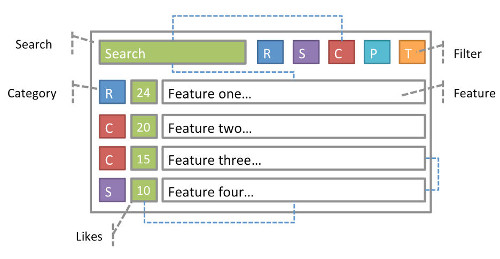 Search
Search R S C P T
Filter
Category
R 24 Feature one...
Feature
C 20 Feature two...
C 15 Feature three...
S 10 Feature four...
Likes